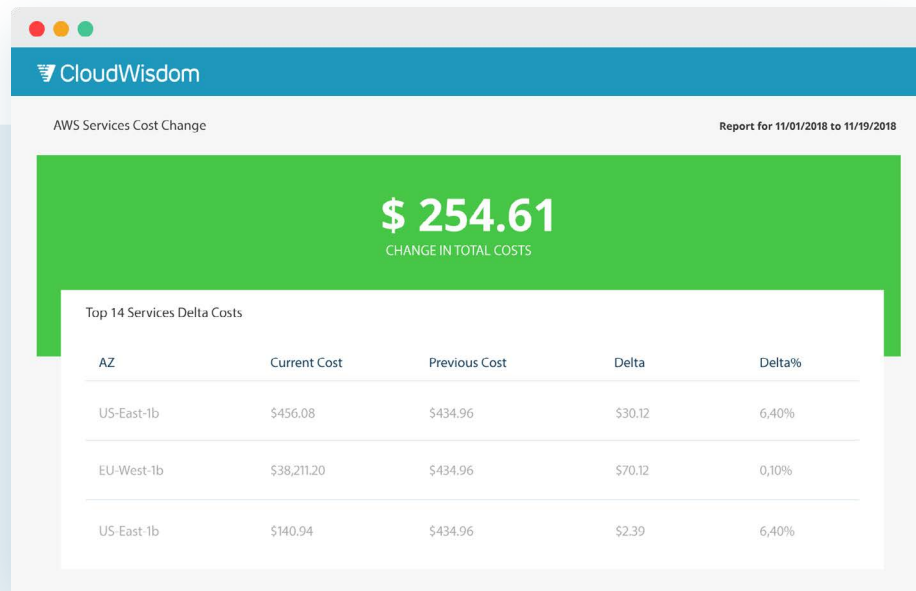 CloudWisdom
AWS Services Cost Change
Report for 11/01/2018 to 11/19/2018
$ 254.61
CHANGE IN TOTAL COSTS
Top 14 Services Delta Costs
AZ Current Cost Previous Cost Delta Delta%
US-East-1b $456.08 $434.96 $30.12 6,40%
EU-West-1b $38,211.20 $434.96 $70.12 0,10%
US-East-1b $140.94 $434.96 $2.39 6,40%